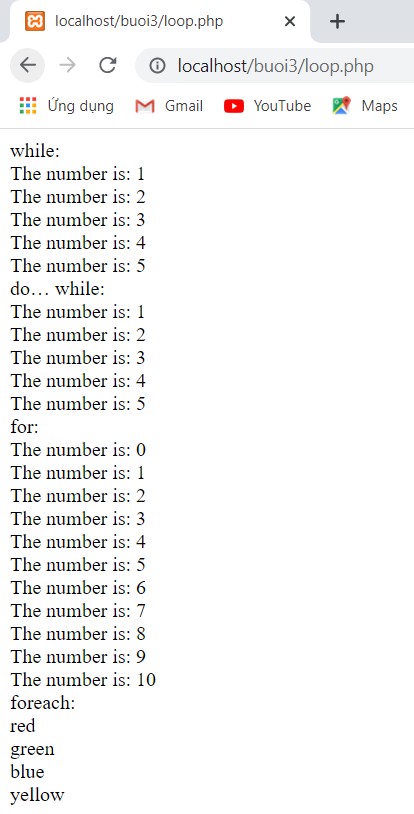 localhost/buoi3/loop.php
localhost/buoi3/loop.php
Ứng dụng Gmail YouTube Maps
while:
The number is: 1
The number is: 2
The number is: 3
The number is: 4
The number is: 5
do… while:
The number is: 1
The number is: 2
The number is: 3
The number is: 4
The number is: 5
for:
The number is: 0
The number is: 1
The number is: 2
The number is: 3
The number is: 4
The number is: 5
The number is: 6
The number is: 7
The number is: 8
The number is: 9
The number is: 10
foreach:
red
green
blue
yellow